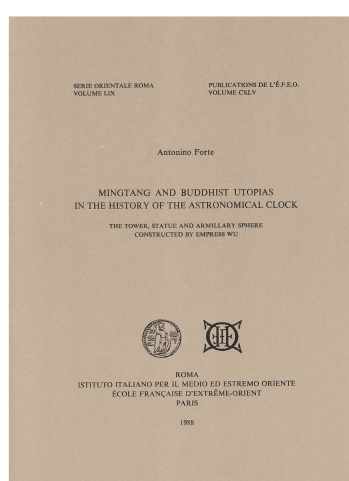 SERIE ORIENTALE ROMA
VOLUME LIX
PUBLICATIONS DE L'É.F.E.O.
VOLUME CXLV
Antonino Forte
MINGTANG AND BUDDHIST UTOPIAS
IN THE HISTORY OF THE ASTRONOMICAL CLOCK
THE TOWER, STATUE AND ARMILLARY SPHERE
CONSTRUCTED BY EMPRESS WU
ROMA
ISTITUTO ITALIANO PER IL MEDIO ED ESTREMO ORIENTE
ÉCOLE FRANÇAISE D'EXTRÊME-ORIENT
PARIS
1988